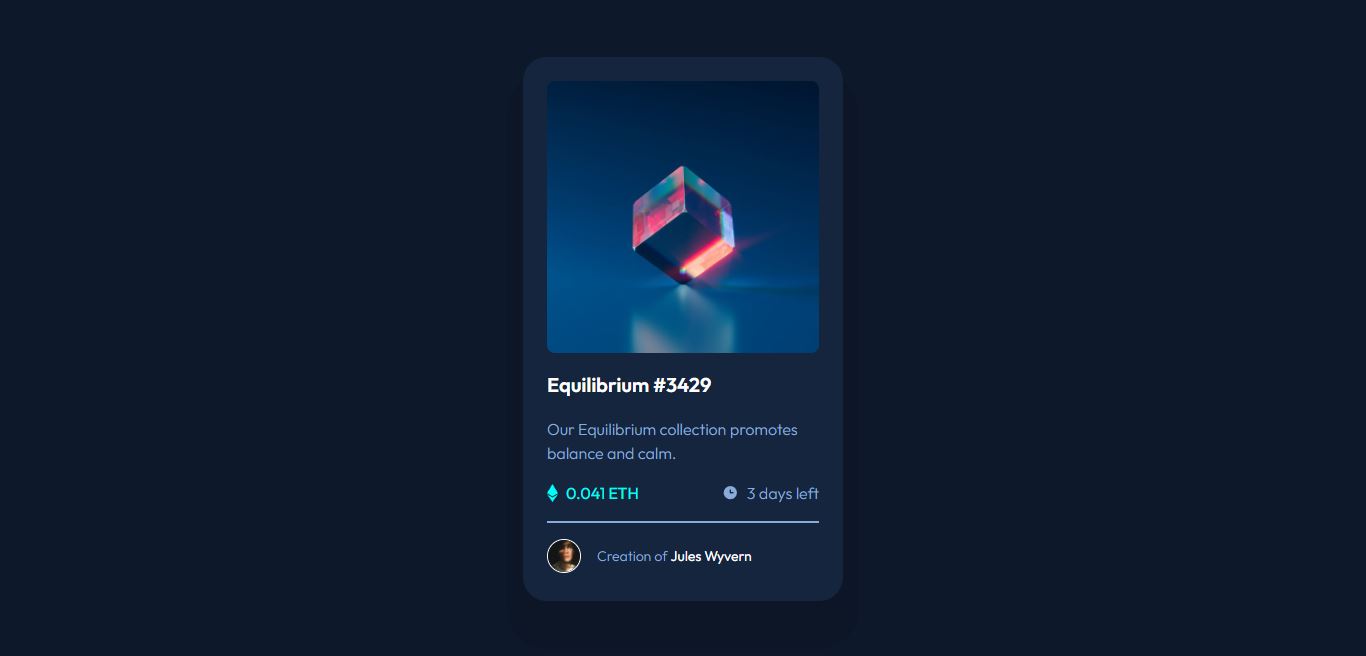 Equilibrium #3429
Our Equilibrium collection promotes
balance and calm.
0.041 ETH
3 days left
Creation of Jules Wyvern